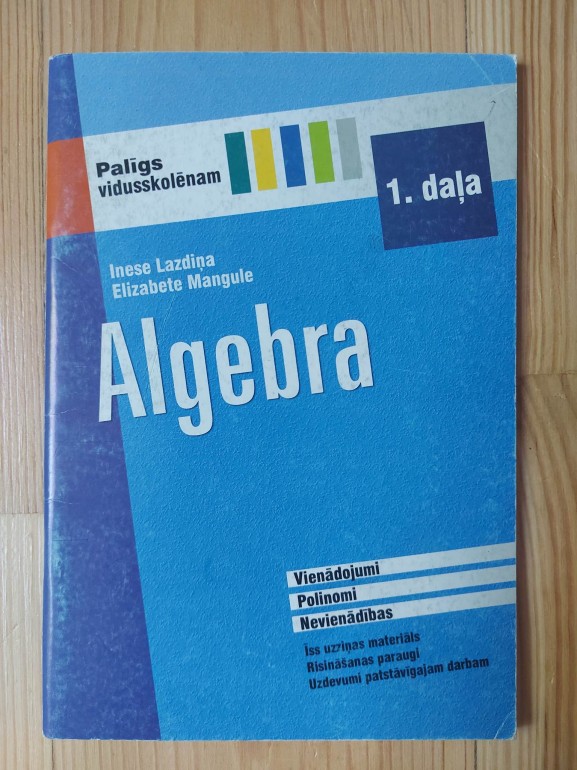 Palīgs
vidusskolēnam
1. daļa
Inese Lazdiņa
Elizabete Mangule
Algebra
Vienādojumi
Polinomi
Nevienādības
Īss uzziņas materiāls
Risināšanas paraugi
Uzdevumi patstāvīgajam darbam